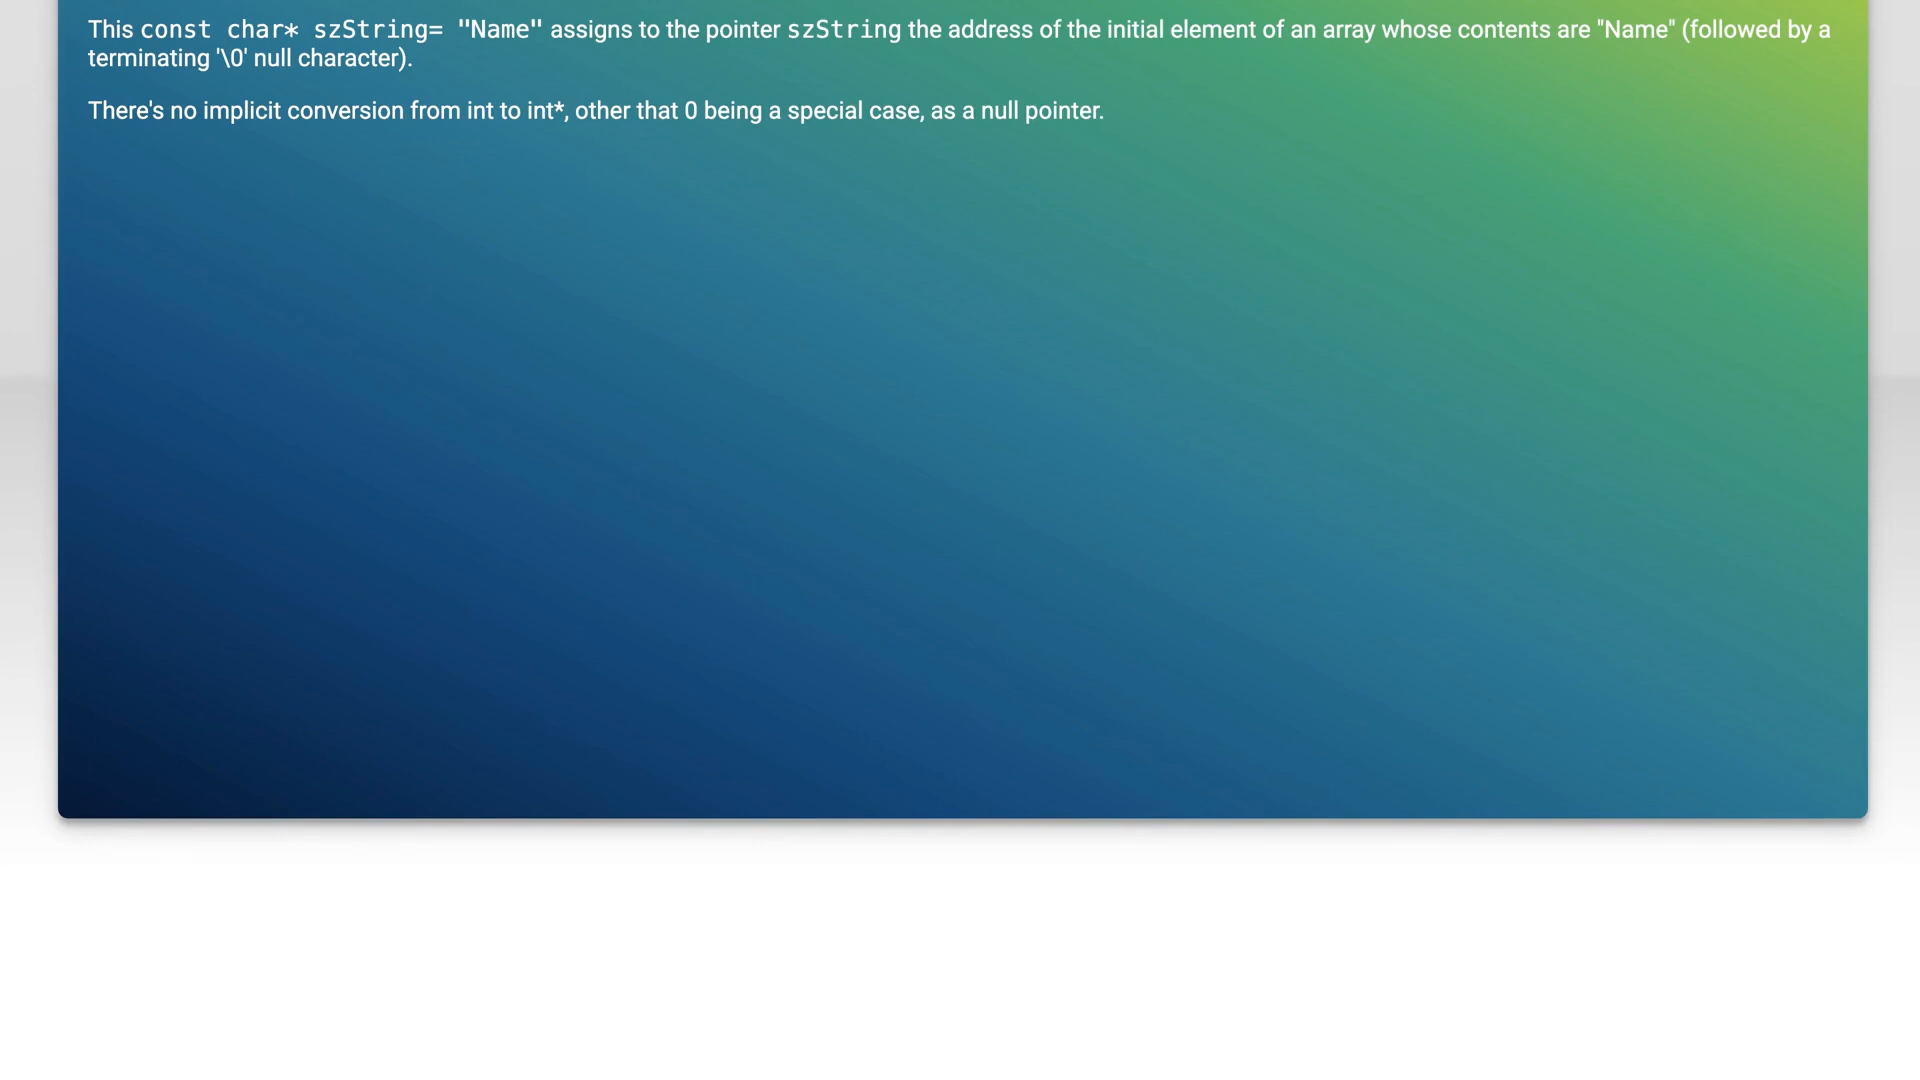 This const char* szString= "Name" assigns to the pointer szString the address of the initial element of an array whose contents are "Name" (followed by a
terminating '\0' null character).
There's no implicit conversion from int to int*, other that 0 being a special case, as a null pointer.